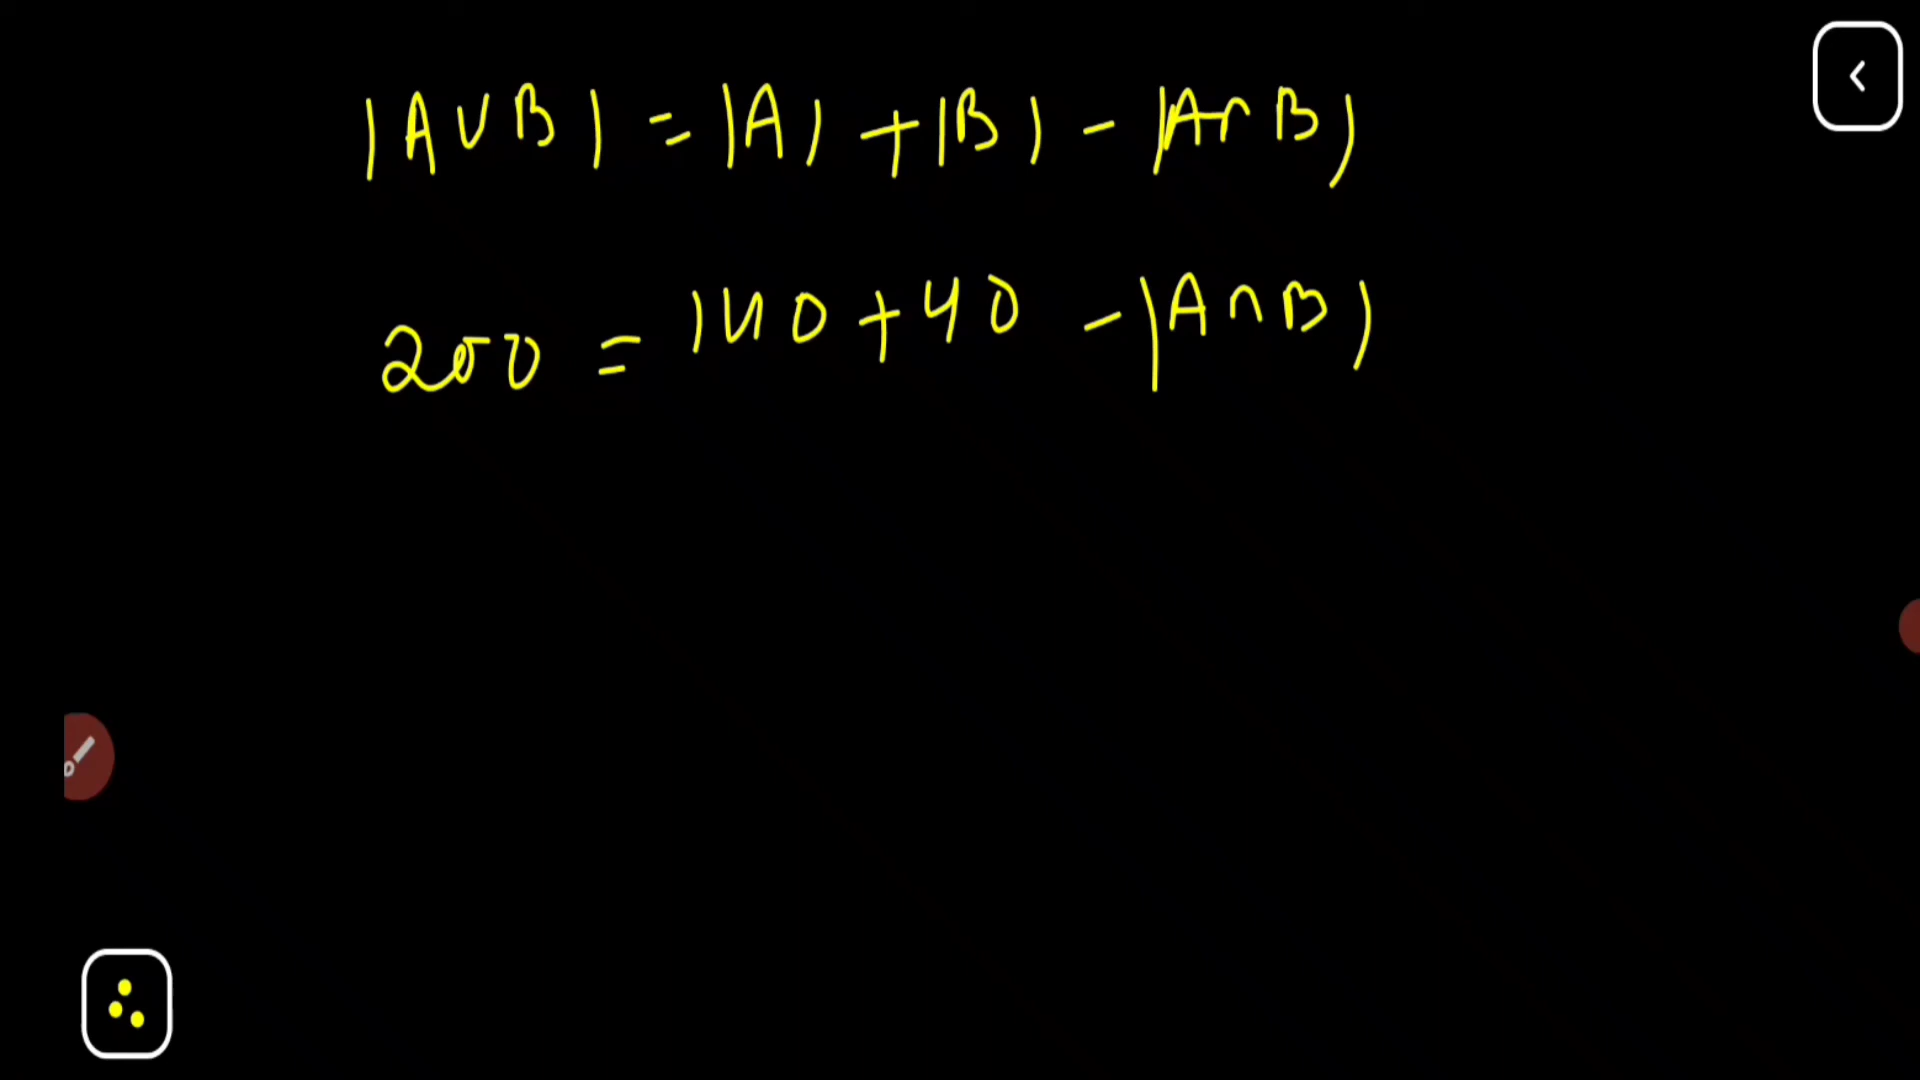 |A∪B| = |A| + |B| - |A∩B|
200 = 140 + 40 - |A∩B|